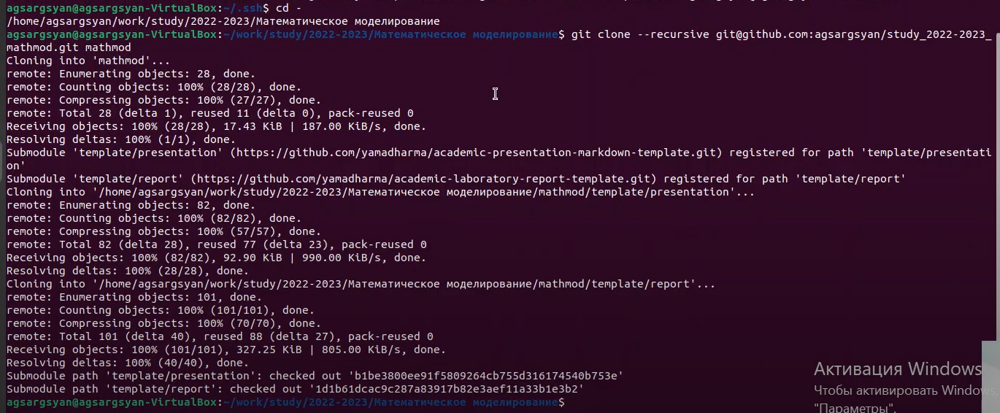 agsargsyan@agsargsyan-VirtualBox:~/.ssh$ cd -
/home/agsargsyan/work/study/2022-2023/Математическое моделирование
agsargsyan@agsargsyan-VirtualBox:~/work/study/2022-2023/Математическое моделирование$ git clone --recursive git@github.com:agsargsyan/study_2022-2023_
mathmod.git mathmod
Cloning into 'mathmod'...
remote: Enumerating objects: 28, done.
remote: Counting objects: 100% (28/28), done.
remote: Compressing objects: 100% (27/27), done.
remote: Total 28 (delta 1), reused 11 (delta 0), pack-reused 0
Receiving objects: 100% (28/28), 17.43 KiB | 187.00 KiB/s, done.
Resolving deltas: 100% (1/1), done.
Submodule 'template/presentation' (https://github.com/yamadharma/academic-presentation-markdown-template.git) registered for path 'template/presentati
on'
Submodule 'template/report' (https://github.com/yamadharma/academic-laboratory-report-template.git) registered for path 'template/report'
Cloning into '/home/agsargsyan/work/study/2022-2023/Математическое моделирование/mathmod/template/presentation'...
remote: Enumerating objects: 82, done.
remote: Counting objects: 100% (82/82), done.
remote: Compressing objects: 100% (57/57), done.
remote: Total 82 (delta 28), reused 77 (delta 23), pack-reused 0
Receiving objects: 100% (82/82), 92.90 KiB | 990.00 KiB/s, done.
Resolving deltas: 100% (28/28), done.
Cloning into '/home/agsargsyan/work/study/2022-2023/Математическое моделирование/mathmod/template/report'...
remote: Enumerating objects: 101, done.
remote: Counting objects: 100% (101/101), done.
remote: Compressing objects: 100% (70/70), done.
remote: Total 101 (delta 40), reused 88 (delta 27), pack-reused 0
Receiving objects: 100% (101/101), 327.25 KiB | 805.00 KiB/s, done.
Resolving deltas: 100% (40/40), done.
Submodule path 'template/presentation': checked out 'b1be3800ee91f5809264cb755d316174540b753e'
Submodule path 'template/report': checked out '1d1b61dcac9c287a83917b82e3aef11a33b1e3b2'
agsargsyan@agsargsyan-VirtualBox:~/work/study/2022-2023/Математическое моделирование$
Активация Windows
Чтобы активировать Windows,
"Параметры".